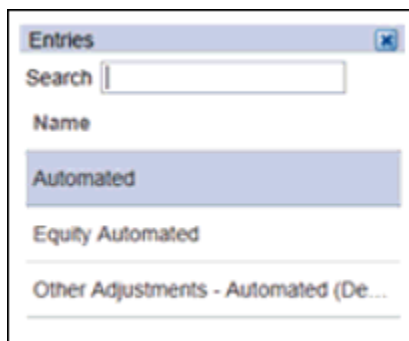 Entries
Search
Name
Automated
Equity Automated
Other Adjustments - Automated (De...